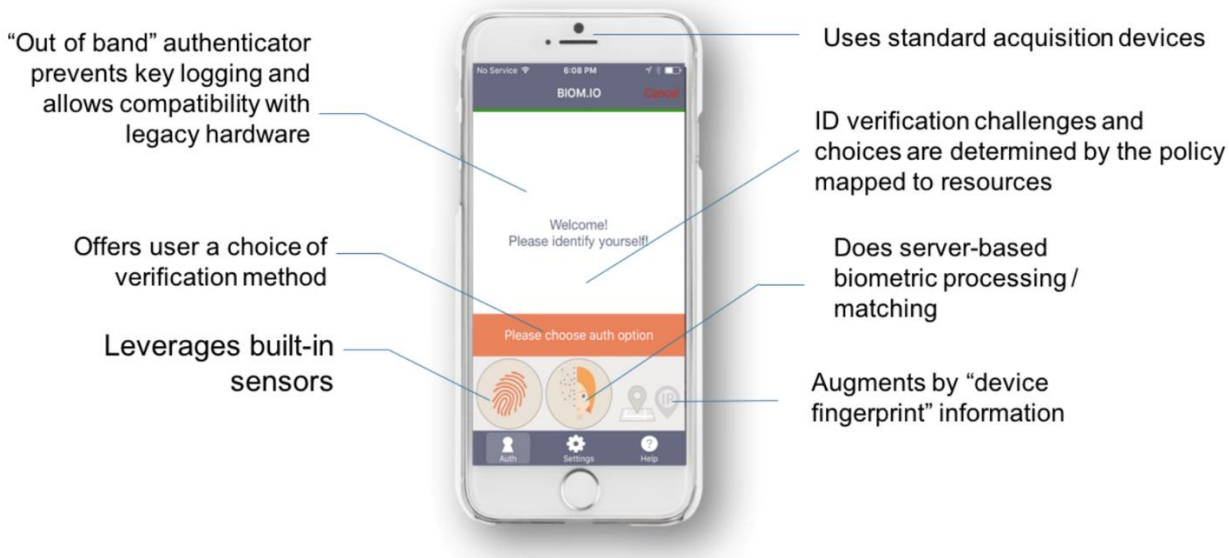 “Out of band” authenticator
prevents key logging and
allows compatibility with
legacy hardware
Offers user a choice of
verification method
Leverages built-in
sensors
No Service 6:08 PM
BIOM.IO Cancel
Welcome!
Please identify yourself!
Please choose auth option
IP
Auth Settings Help
?
Uses standard acquisition devices
ID verification challenges and
choices are determined by the policy
mapped to resources
Does server-based
biometric processing /
matching
Augments by “device
fingerprint” information